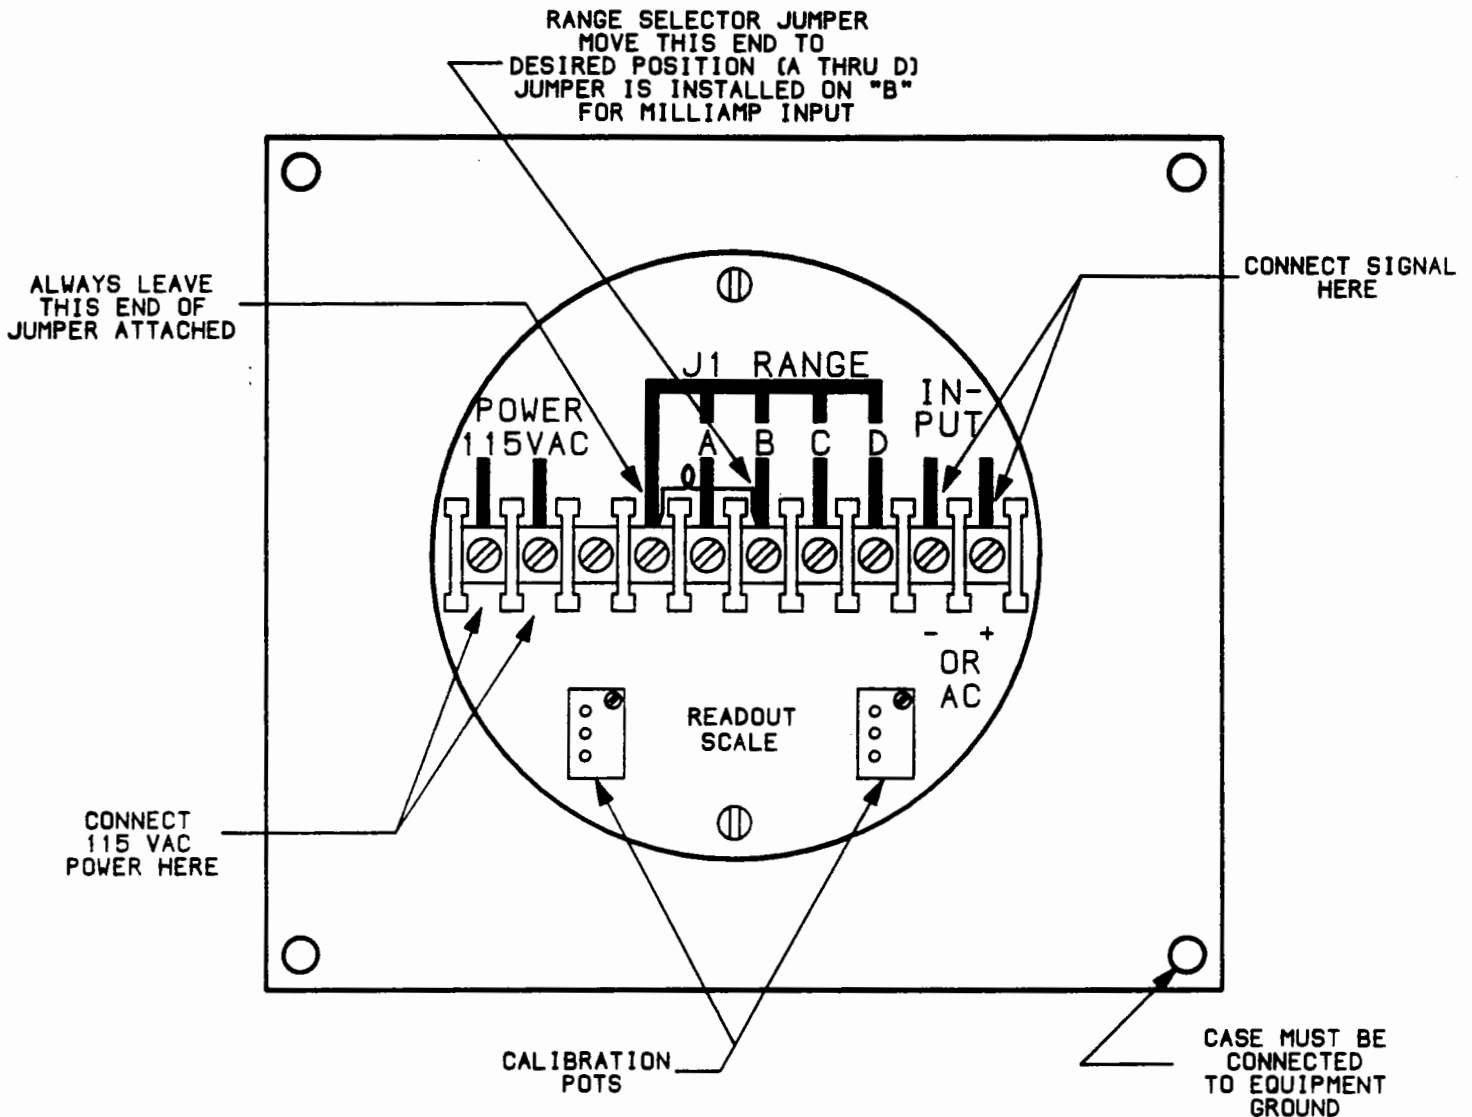 RANGE SELECTOR JUMPER
MOVE THIS END TO
DESIRED POSITION (A THRU D)
JUMPER IS INSTALLED ON "B"
FOR MILLIAMP INPUT
ALWAYS LEAVE
THIS END OF
JUMPER ATTACHED
CONNECT SIGNAL
HERE
J1 RANGE
POWER
115VAC
A B C D
IN-
PUT
- +
OR
AC
READOUT
SCALE
CONNECT
115 VAC
POWER HERE
CALIBRATION
POTS
CASE MUST BE
CONNECTED
TO EQUIPMENT
GROUND